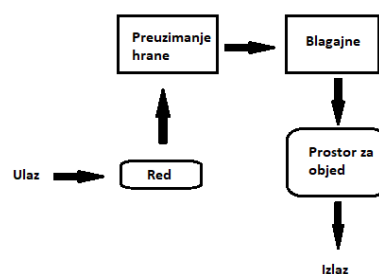 Ulaz
Red
Preuzimanje
hrane
Blagajne
Prostor za
objed
Izlaz